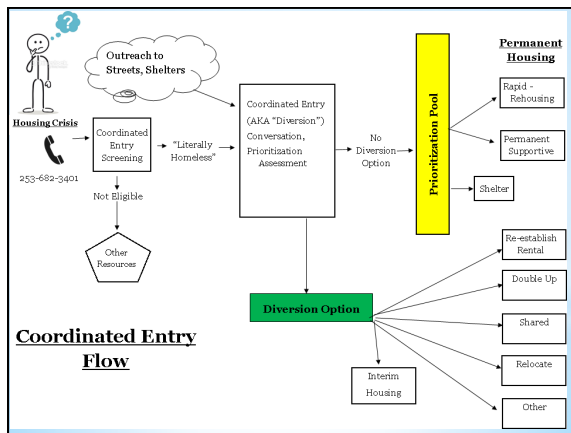 ?
Outreach to
Streets, Shelters
Housing Crisis
253-682-3401
Coordinated
Entry
Screening
"Literally
Homeless"
Not Eligible
Other
Resources
Coordinated Entry
(AKA "Diversion")
Conversation,
Prioritization
Assessment
No
Diversion
Option
Prioritization Pool
Permanent
Housing
Rapid -
Rehousing
Permanent
Supportive
Shelter
Diversion Option
Re-establish
Rental
Double Up
Shared
Relocate
Other
Interim
Housing
Coordinated Entry
Flow